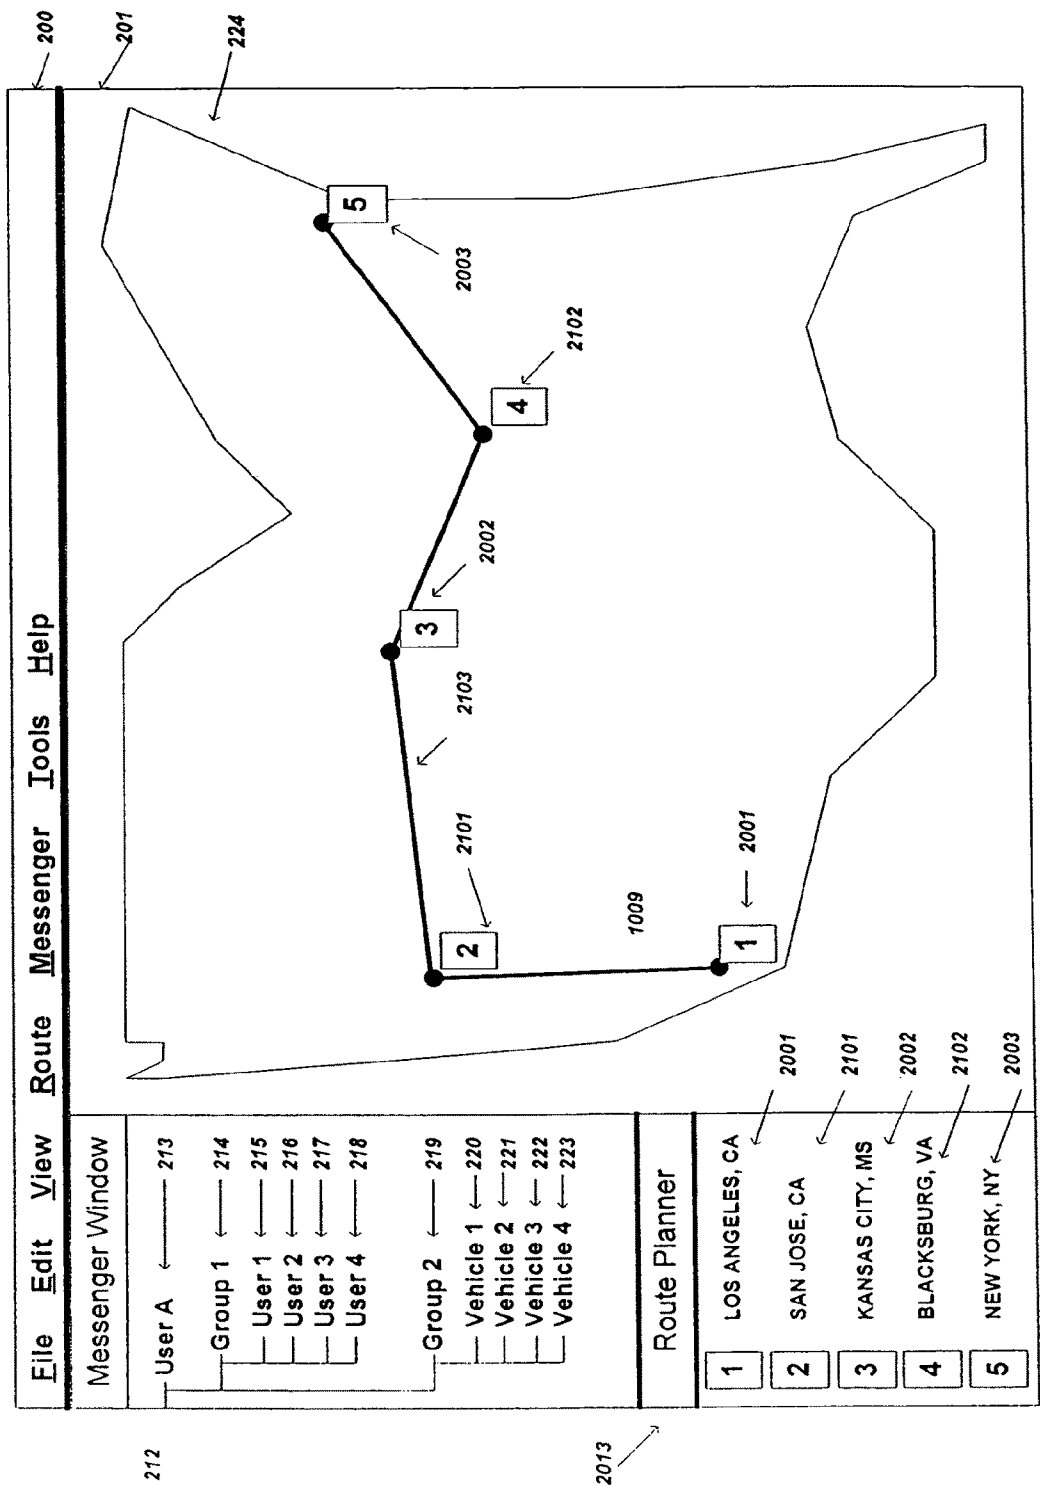 File Edit View Route Messenger Tools Help
200
201
224
Messenger Window
212
User A 213
Group 1 214
User 1 215
User 2 216
User 3 217
User 4 218
Group 2 219
Vehicle 1 220
Vehicle 2 221
Vehicle 3 222
Vehicle 4 223
5
2003
4
2102
3
2002
2103
2
2101
1009
1
2001
2013
Route Planner
1 LOS ANGELES, CA 2001
2 SAN JOSE, CA 2101
3 KANSAS CITY, MS 2002
4 BLACKSBURG, VA 2102
5 NEW YORK, NY 2003